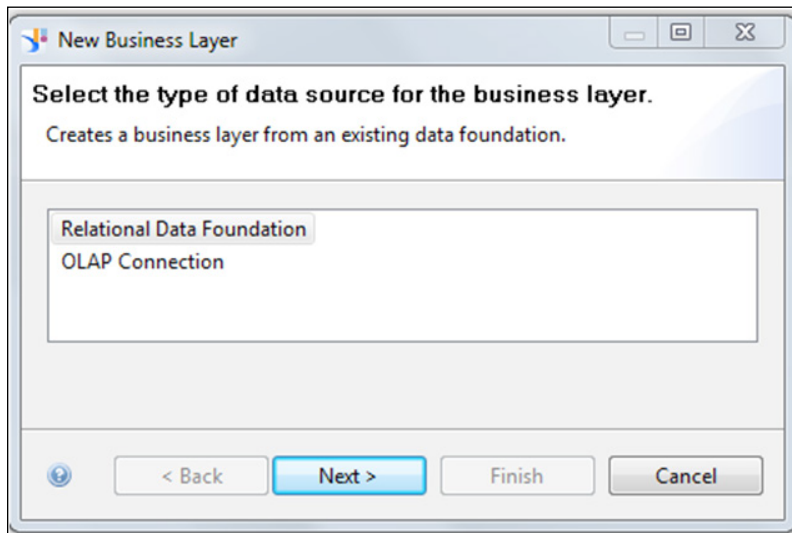 New Business Layer
Select the type of data source for the business layer.
Creates a business layer from an existing data foundation.
Relational Data Foundation
OLAP Connection
?
< Back
Next >
Finish
Cancel